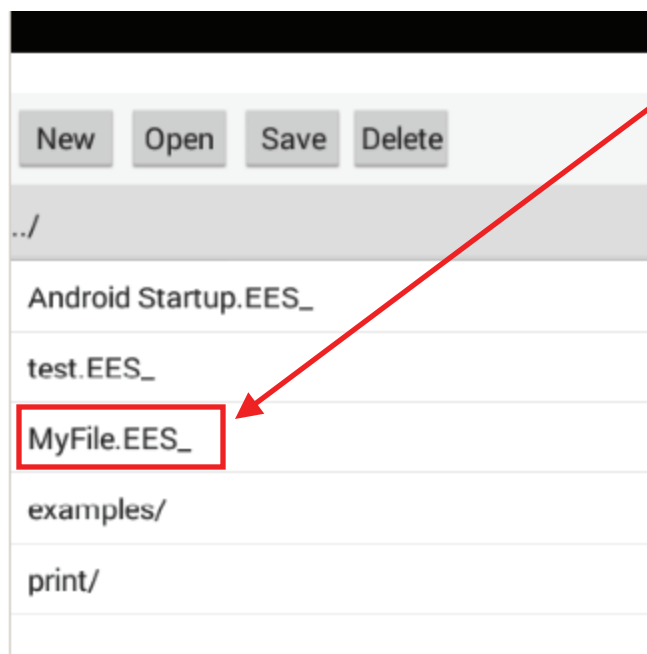 New Open Save Delete
../
Android Startup.EES_
test.EES_
MyFile.EES_
examples/
print/